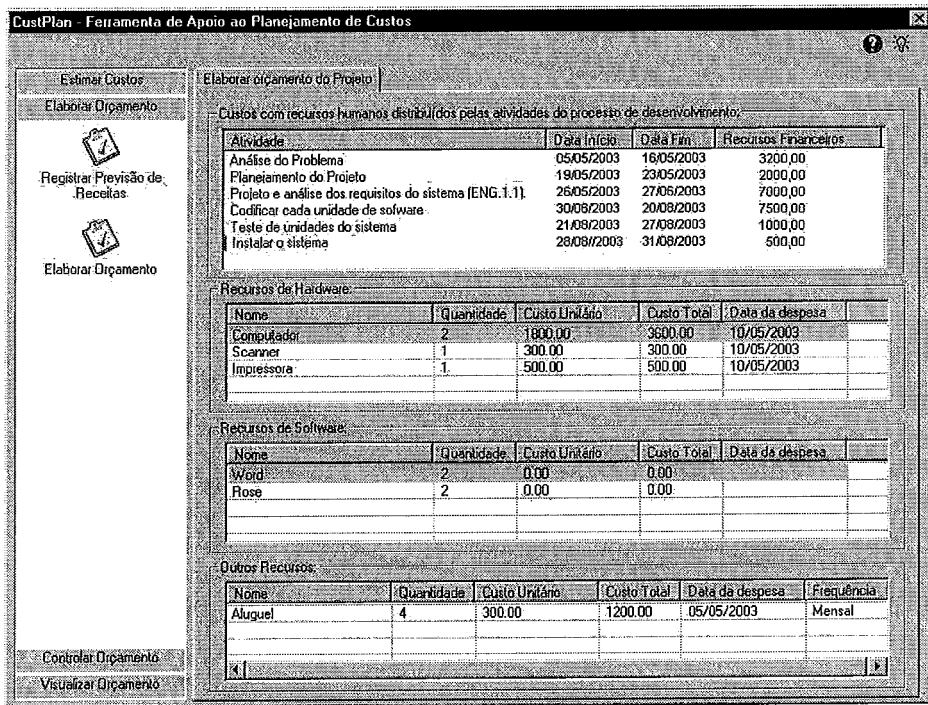 CustPlan - Ferramenta de Apoio ao Planejamento de Custos
Estimar Custos
Elaborar Orçamento
Registrar Previsão de Receitas
Elaborar Orçamento
Controlar Orçamento
Visualizar Orçamento
Elaborar orçamento do Projeto
Custos com recursos humanos distribuídos pelas atividades do processo de desenvolvimento:
Atividade Data Início Data Fim Recursos Financeiros
Análise do Problema 05/05/2003 16/05/2003 3200,00
Planejamento do Projeto 19/05/2003 23/05/2003 2000,00
Projeto e análise dos requisitos do sistema (ENG.1.1) 26/05/2003 27/06/2003 7000,00
Codificar cada unidade de sofware 30/06/2003 20/08/2003 7500,00
Teste de unidades do sistema 21/08/2003 27/08/2003 1000,00
Instalar o sistema 28/08//2003 31/08/2003 500,00
Recursos de Hardware:
Nome Quantidade Custo Unitário Custo Total Data da despesa
Computador 2 1800.00 3600.00 10/05/2003
Scanner 1 300.00 300.00 10/05/2003
Impressora 1 500.00 500.00 10/05/2003
Recursos de Software:
Nome Quantidade Custo Unitário Custo Total Data da despesa
Word 2 0.00 0.00
Rose 2 0.00 0.00
Outros Recursos:
Nome Quantidade Custo Unitário Custo Total Data da despesa Frequência
Aluguel 4 300.00 1200.00 05/05/2003 Mensal